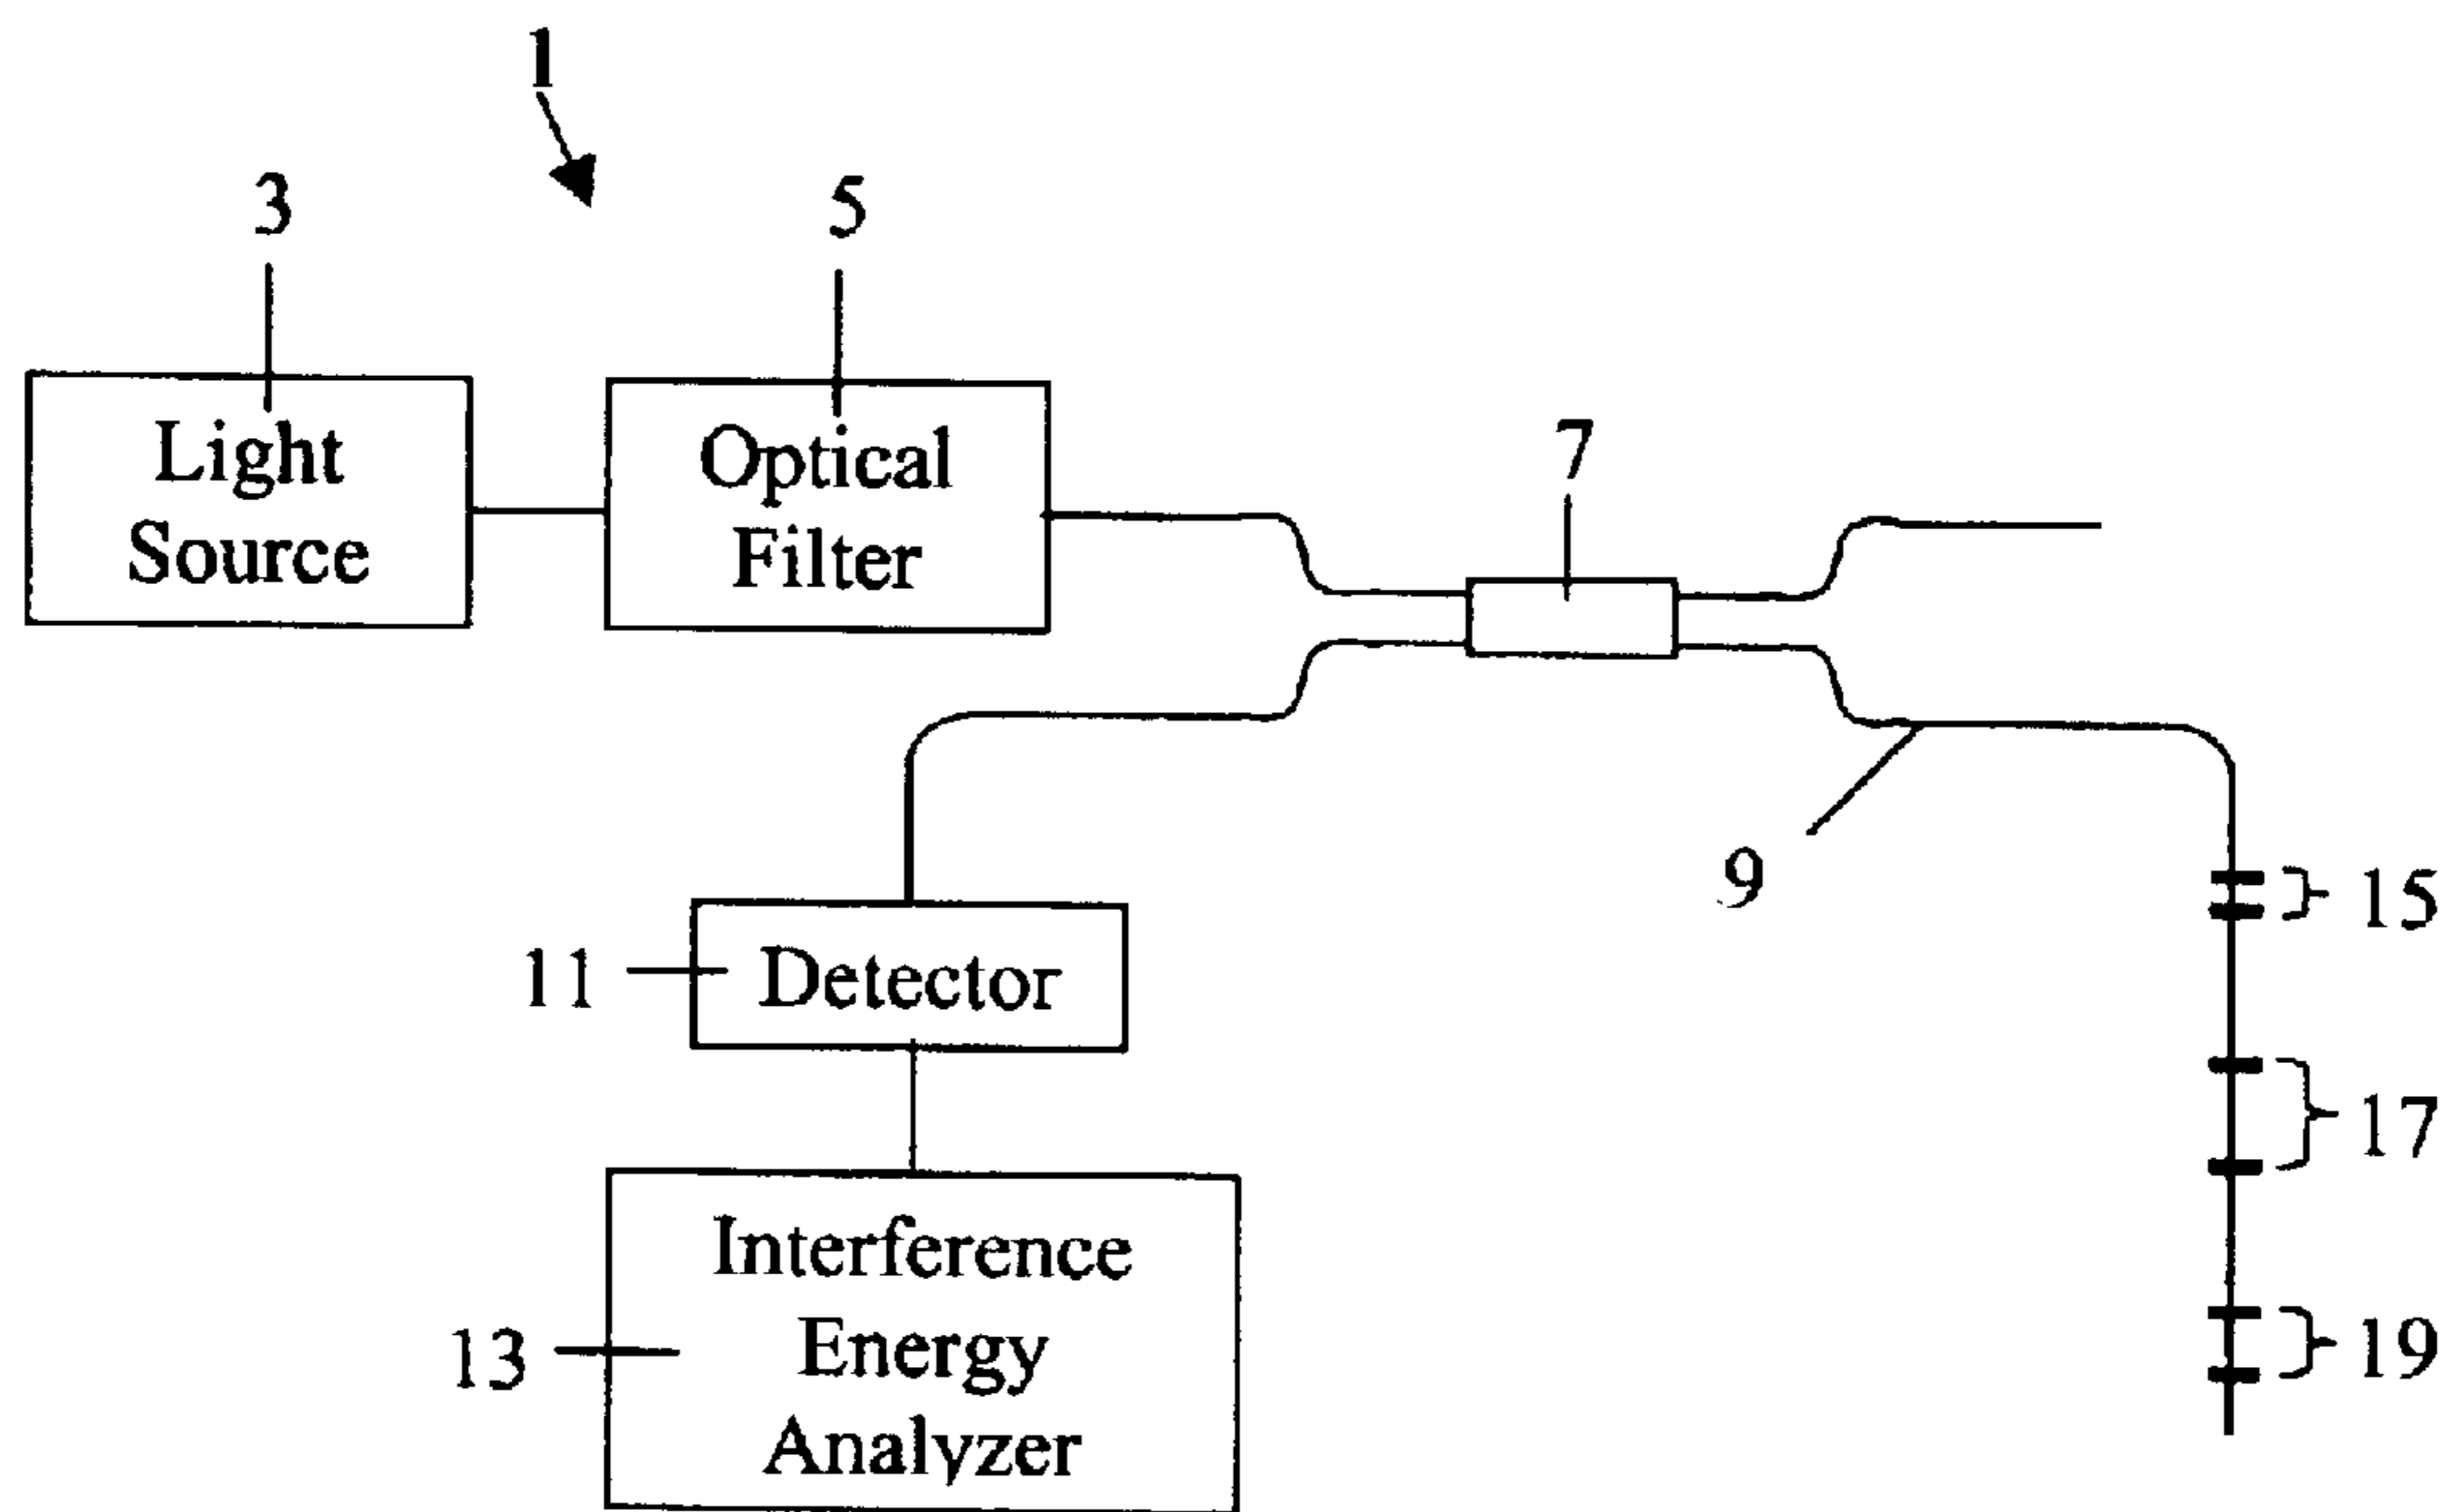 1
3
5
Light
Source
Optical
Filter
7
9
15
11
Detector
17
13
Interference
Energy
Analyzer
19